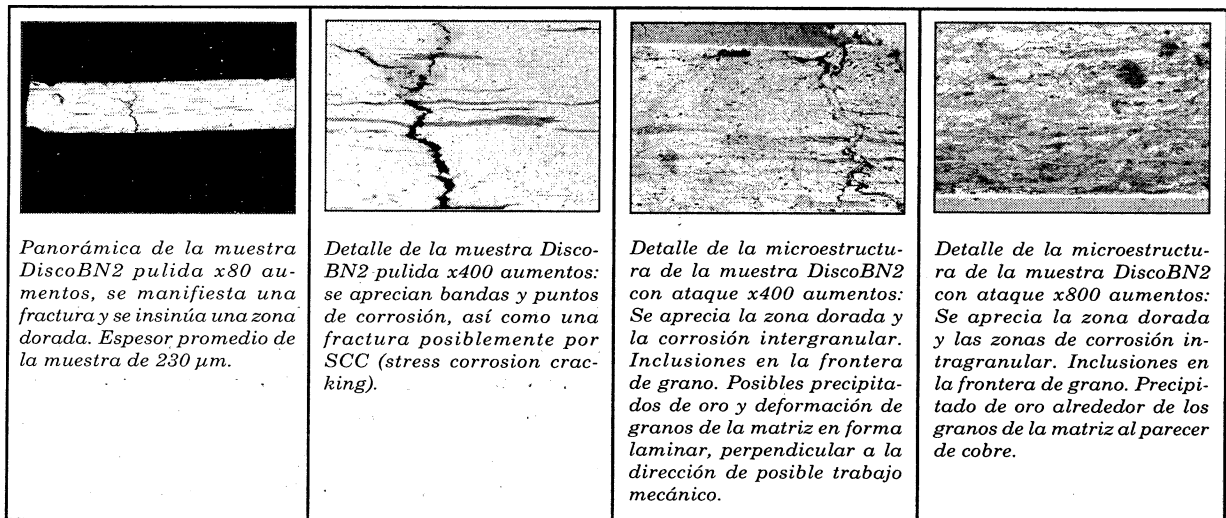 Panorámica de la muestra
DiscoBN2 pulida x80 au-
mentos, se manifiesta una
fractura y se insinúa una zona
dorada. Espesor promedio de
la muestra de 230 μm.
Detalle de la muestra Disco-
BN2 pulida x400 aumentos:
se aprecian bandas y puntos
de corrosión, así como una
fractura posiblemente por
SCC (stress corrosion crac-
king).
Detalle de la microestructu-
ra de la muestra DiscoBN2
con ataque x400 aumentos:
Se aprecia la zona dorada y
la corrosión intergranular.
Inclusiones en la frontera
de grano. Posibles precipita-
dos de oro y deformación de
granos de la matriz en forma
laminar, perpendicular a la
dirección de posible trabajo
mecánico.
Detalle de la microestructu-
ra de la muestra DiscoBN2
con ataque x800 aumentos:
Se aprecia la zona dorada
y las zonas de corrosión in-
tragranular. Inclusiones en
la frontera de grano. Precipi-
tado de oro alrededor de los
granos de la matriz al parecer
de cobre.